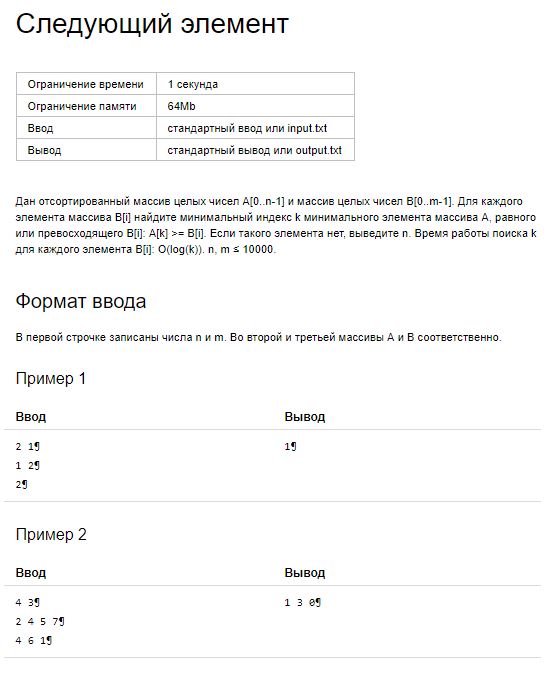 Следующий элемент
Ограничение времени 1 секунда
Ограничение памяти 64Mb
Ввод стандартный ввод или input.txt
Вывод стандартный вывод или output.txt
Дан отсортированный массив целых чисел A[0..n-1] и массив целых чисел B[0..m-1]. Для каждого
элемента массива B[i] найдите минимальный индекс k минимального элемента массива A, равного
или превосходящего B[i]: A[k] >= B[i]. Если такого элемента нет, выведите n. Время работы поиска k
для каждого элемента B[i]: O(log(k)). n, m ≤ 10000.
Формат ввода
В первой строчке записаны числа n и m. Во второй и третьей массивы A и B соответственно.
Пример 1
Ввод Вывод
2 1¶ 1¶
1 2¶
2¶
Пример 2
Ввод Вывод
4 3¶ 1 3 0¶
2 4 5 7¶
4 6 1¶